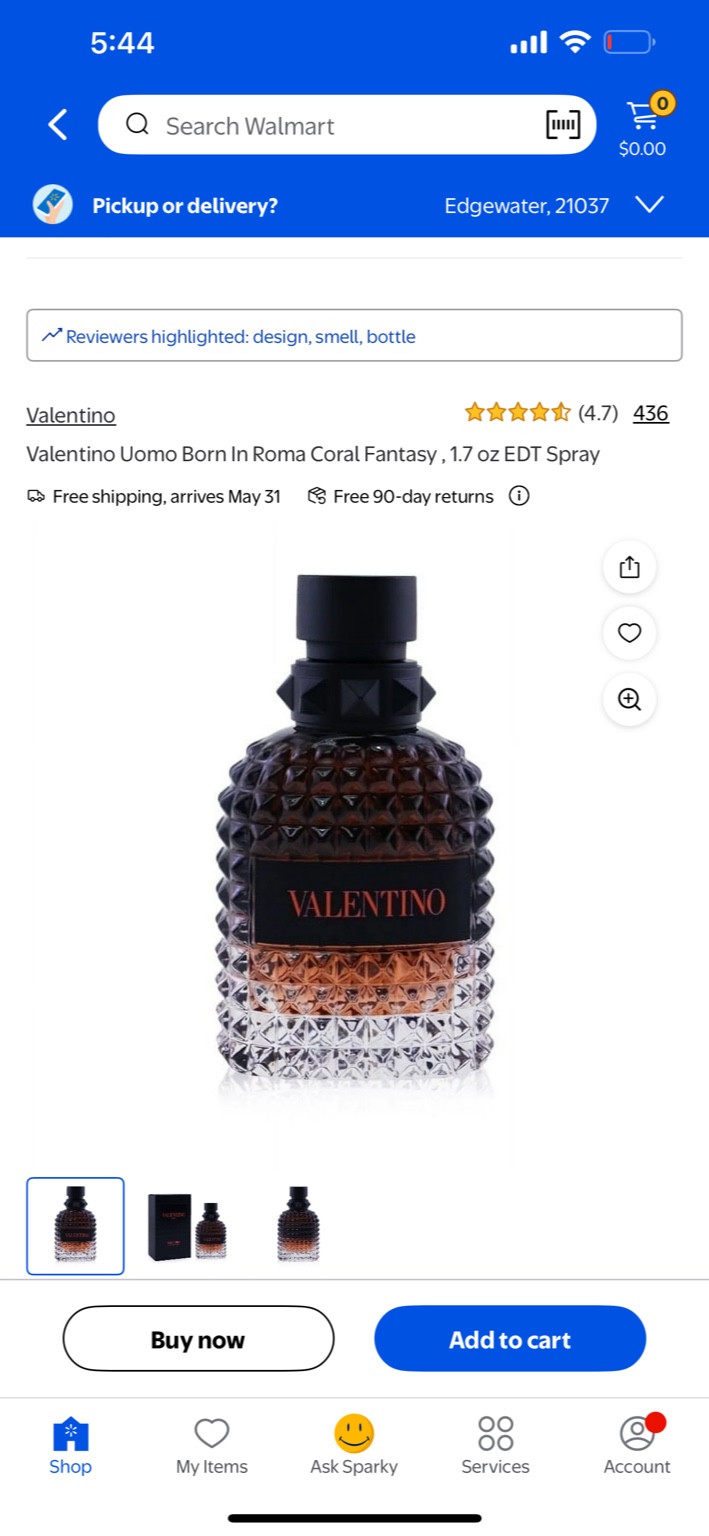 5:44
Search Walmart
0
$0.00
Pickup or delivery?
Edgewater, 21037
Reviewers highlighted: design, smell, bottle
Valentino
(4.7) 436
Valentino Uomo Born In Roma Coral Fantasy , 1.7 oz EDT Spray
Free shipping, arrives May 31 Free 90-day returns
VALENTINO
Buy now
Add to cart
Shop
My Items
Ask Sparky
Services
Account